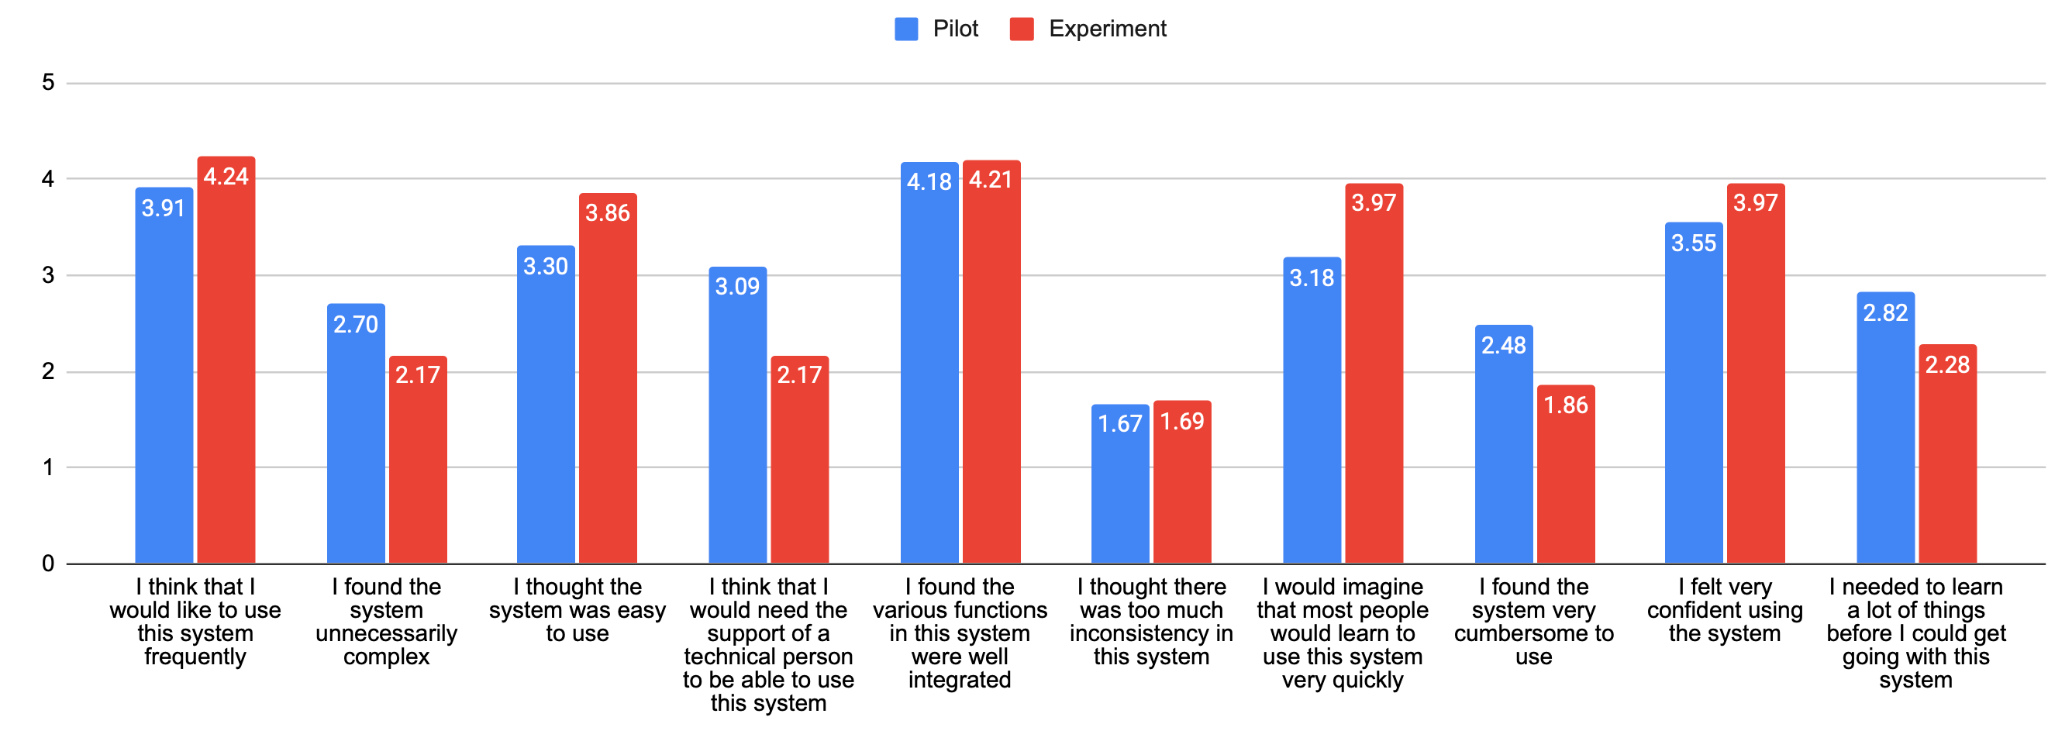 Pilot Experiment
5
4
3
2
1
0
3.91 4.24
2.70 2.17
3.30 3.86
3.09 2.17
4.18 4.21
1.67 1.69
3.18 3.97
2.48 1.86
3.55 3.97
2.82 2.28
I think that I
would like to use
this system
frequently
I found the
system
unnecessarily
complex
I thought the
system was easy
to use
I think that I
would need the
support of a
technical person
to be able to use
this system
I found the
various functions
in this system
were well
integrated
I thought there
was too much
inconsistency in
this system
I would imagine
that most people
would learn to
use this system
very quickly
I found the
system very
cumbersome to
use
I felt very
confident using
the system
I needed to learn
a lot of things
before I could get
going with this
system